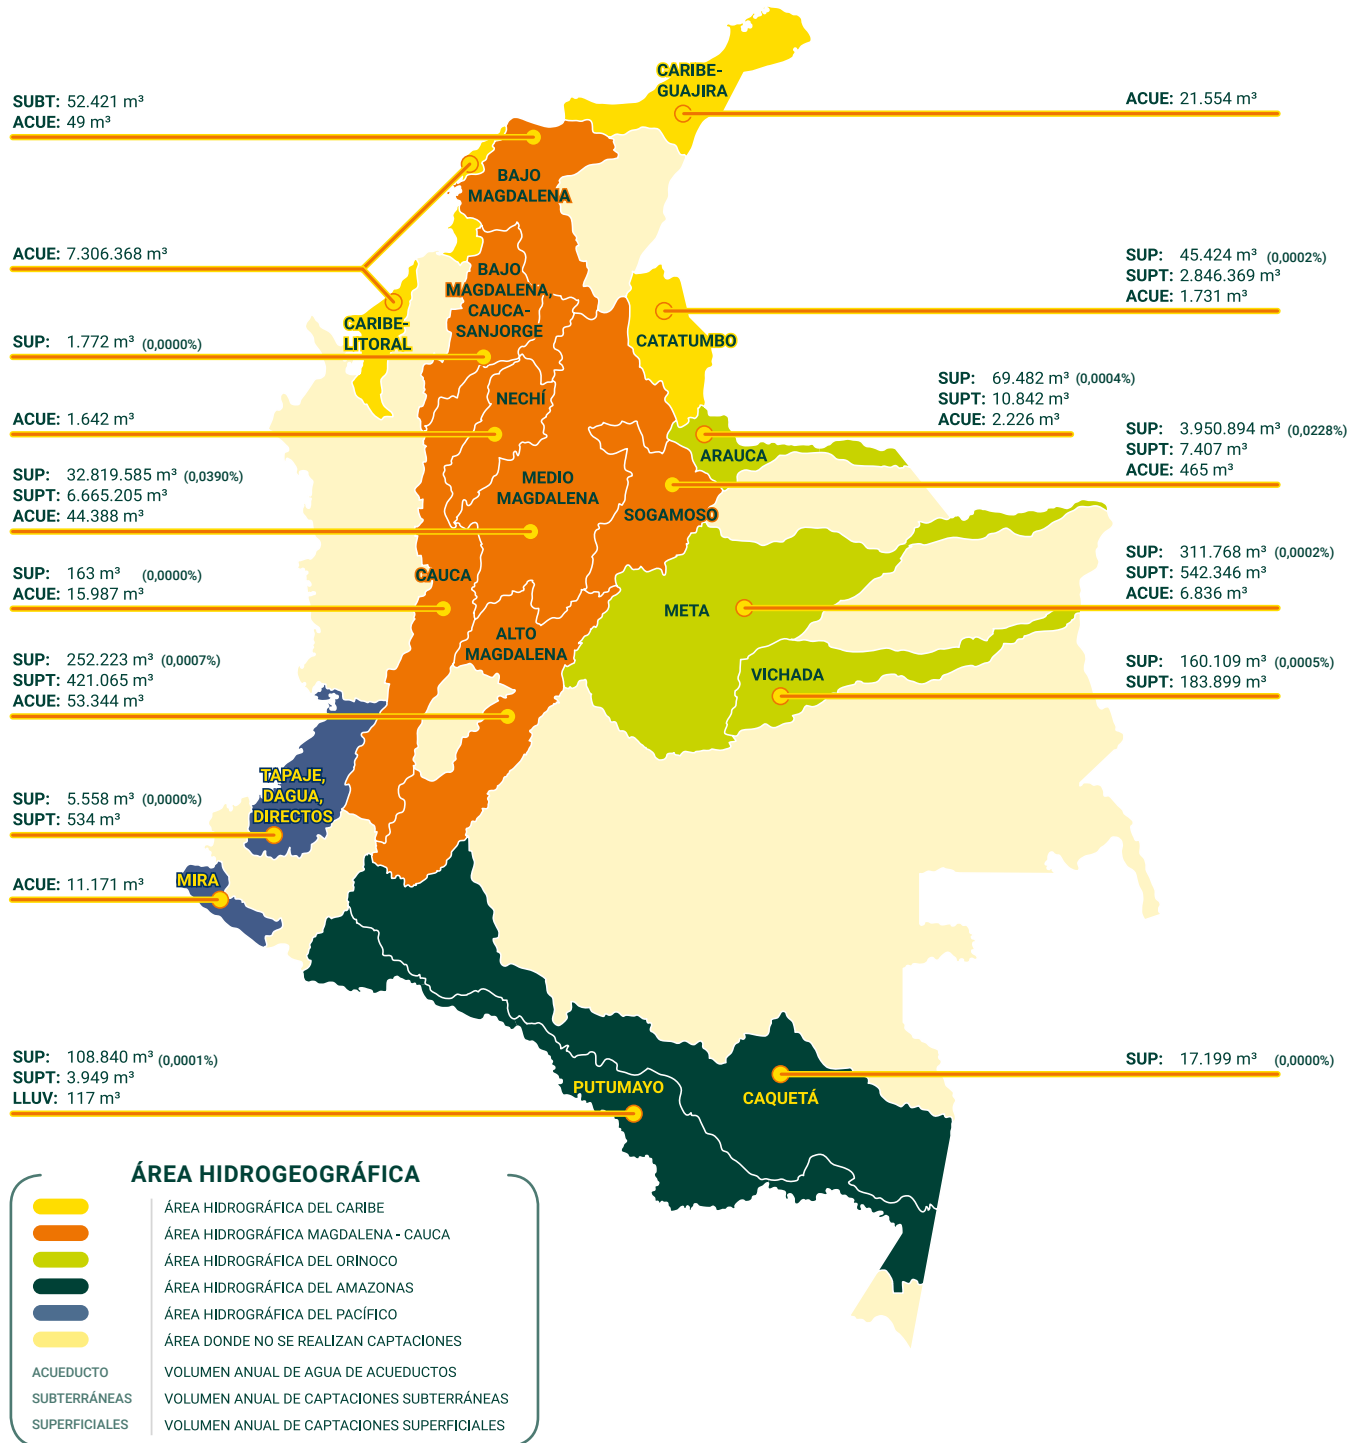 CARIBE-
GUAJIRA
SUBT: 52.421 m³
ACUE: 49 m³
ACUE: 21.554 m³
BAJO
MAGDALENA
ACUE: 7.306.368 m³
SUP: 45.424 m³ (0,0002%)
SUPT: 2.846.369 m³
ACUE: 1.731 m³
BAJO
MAGDALENA,
CAUCA-
SANJORGE
CARIBE-
LITORAL
CATATUMBO
SUP: 1.772 m³ (0,0000%)
SUP: 69.482 m³ (0,0004%)
SUPT: 10.842 m³
ACUE: 2.226 m³
NECHÍ
ACUE: 1.642 m³
SUP: 3.950.894 m³ (0,0228%)
SUPT: 7.407 m³
ACUE: 465 m³
ARAUCA
SUP: 32.819.585 m³ (0,0390%)
SUPT: 6.665.205 m³
ACUE: 44.388 m³
MEDIO
MAGDALENA
SOGAMOSO
SUP: 311.768 m³ (0,0002%)
SUPT: 542.346 m³
ACUE: 6.836 m³
SUP: 163 m³ (0,0000%)
ACUE: 15.987 m³
CAUCA
META
ALTO
MAGDALENA
SUP: 252.223 m³ (0,0007%)
SUPT: 421.065 m³
ACUE: 53.344 m³
SUP: 160.109 m³ (0,0005%)
SUPT: 183.899 m³
VICHADA
TAPAJE,
DAGUA,
DIRECTOS
SUP: 5.558 m³ (0,0000%)
SUPT: 534 m³
ACUE: 11.171 m³
MIRA
SUP: 108.840 m³ (0,0001%)
SUPT: 3.949 m³
LLUV: 117 m³
SUP: 17.199 m³ (0,0000%)
PUTUMAYO
CAQUETÁ
ÁREA HIDROGEOGRÁFICA
ÁREA HIDROGRÁFICA DEL CARIBE
ÁREA HIDROGRÁFICA MAGDALENA - CAUCA
ÁREA HIDROGRÁFICA DEL ORINOCO
ÁREA HIDROGRÁFICA DEL AMAZONAS
ÁREA HIDROGRÁFICA DEL PACÍFICO
ÁREA DONDE NO SE REALIZAN CAPTACIONES
ACUEDUCTO VOLUMEN ANUAL DE AGUA DE ACUEDUCTOS
SUBTERRÁNEAS VOLUMEN ANUAL DE CAPTACIONES SUBTERRÁNEAS
SUPERFICIALES VOLUMEN ANUAL DE CAPTACIONES SUPERFICIALES